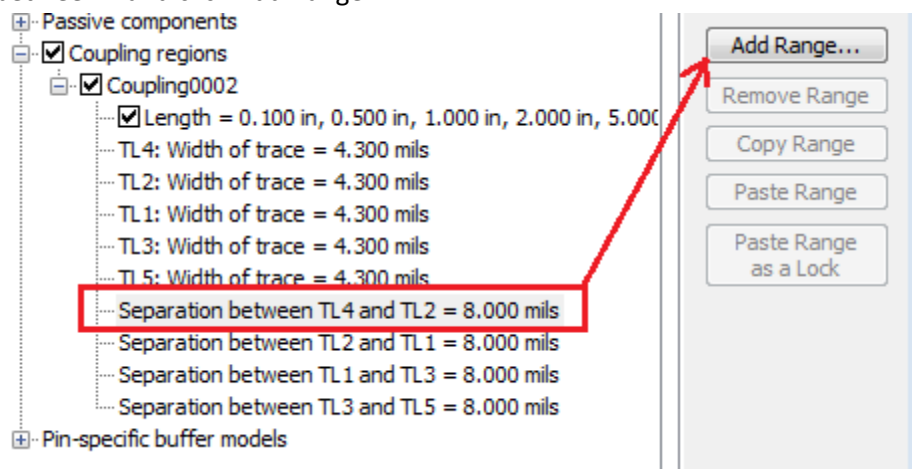 Passive components
Coupling regions
Coupling0002
Length = 0.100 in, 0.500 in, 1.000 in, 2.000 in, 5.000
TL4: Width of trace = 4.300 mils
TL2: Width of trace = 4.300 mils
TL1: Width of trace = 4.300 mils
TL3: Width of trace = 4.300 mils
TL5: Width of trace = 4.300 mils
Separation between TL4 and TL2 = 8.000 mils
Separation between TL2 and TL1 = 8.000 mils
Separation between TL1 and TL3 = 8.000 mils
Separation between TL3 and TL5 = 8.000 mils
Pin-specific buffer models
Add Range...
Remove Range
Copy Range
Paste Range
Paste Range
as a Lock